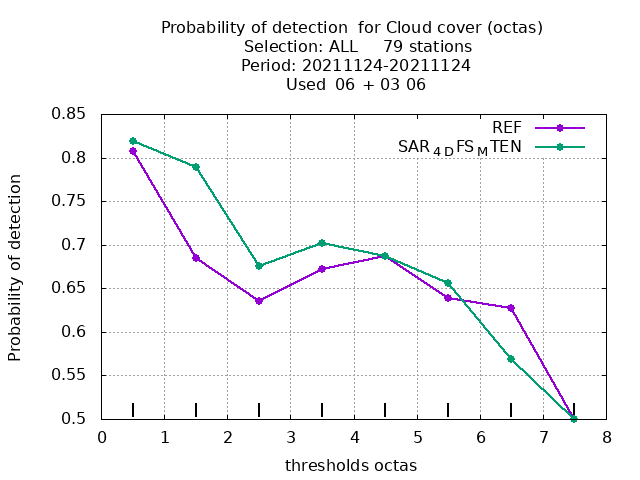 Probability of detection  for Cloud cover (octas)
Selection: ALL     79 stations
Period: 20211124-20211124
Used  06 + 03 06
REF
SAR4DFSMTEN
Probability of detection
0.85
0.8
0.75
0.7
0.65
0.6
0.55
0.5
0 1 2 3 4 5 6 7 8
thresholds octas